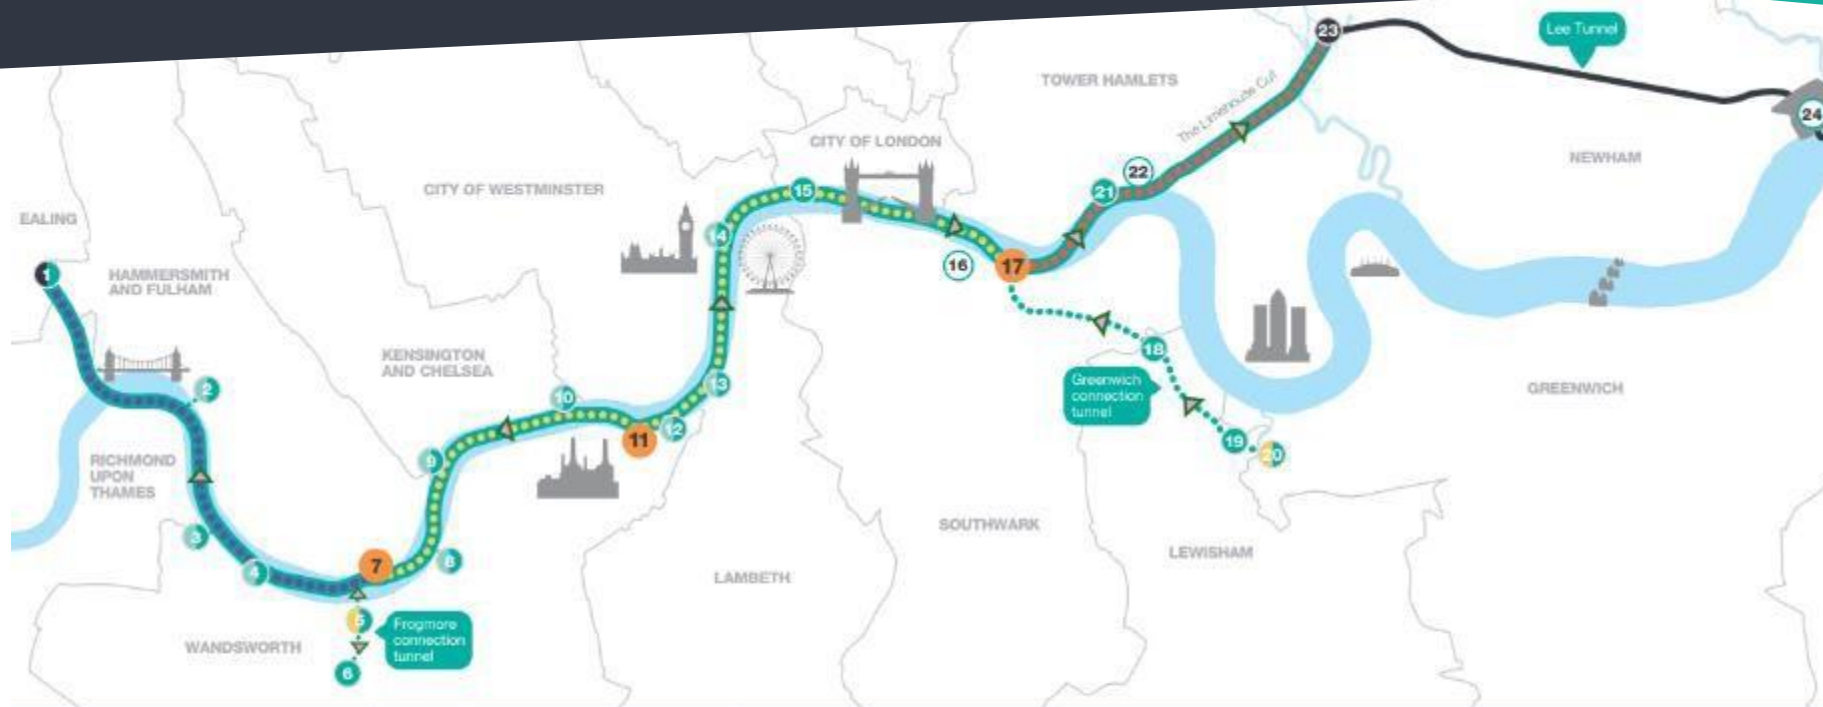 23
Lee Tunnel
TOWER HAMLETS
The Limehouse Cut
24
CITY OF LONDON
NEWHAM
22
CITY OF WESTMINSTER
15
21
EALING
14
16
17
1
HAMMERSMITH
AND FULHAM
18
KENSINGTON
AND CHELSEA
13
Greenwich
connection
tunnel
GREENWICH
2
10
12
11
19
20
9
RICHMOND
UPON
THAMES
SOUTHWARK
3
LEWISHAM
8
7
4
LAMBETH
5
Frogmore
connection
tunnel
WANDSWORTH
6